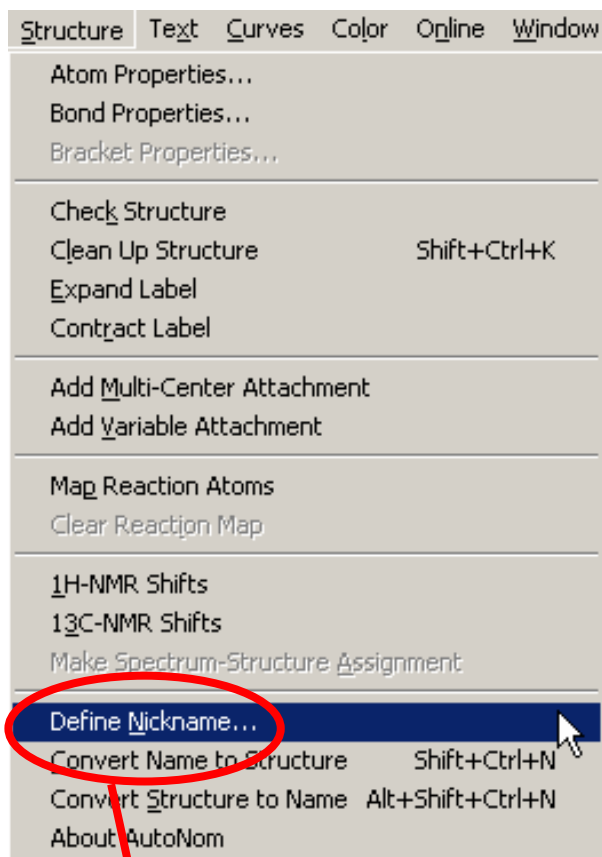 Structure Text Curves Color Online Window
Atom Properties...
Bond Properties...
Bracket Properties...
Check Structure
Clean Up Structure Shift+Ctrl+K
Expand Label
Contract Label
Add Multi-Center Attachment
Add Variable Attachment
Map Reaction Atoms
Clear Reaction Map
1H-NMR Shifts
13C-NMR Shifts
Make Spectrum-Structure Assignment
Define Nickname...
Convert Name to Structure Shift+Ctrl+N
Convert Structure to Name Alt+Shift+Ctrl+N
About AutoNom